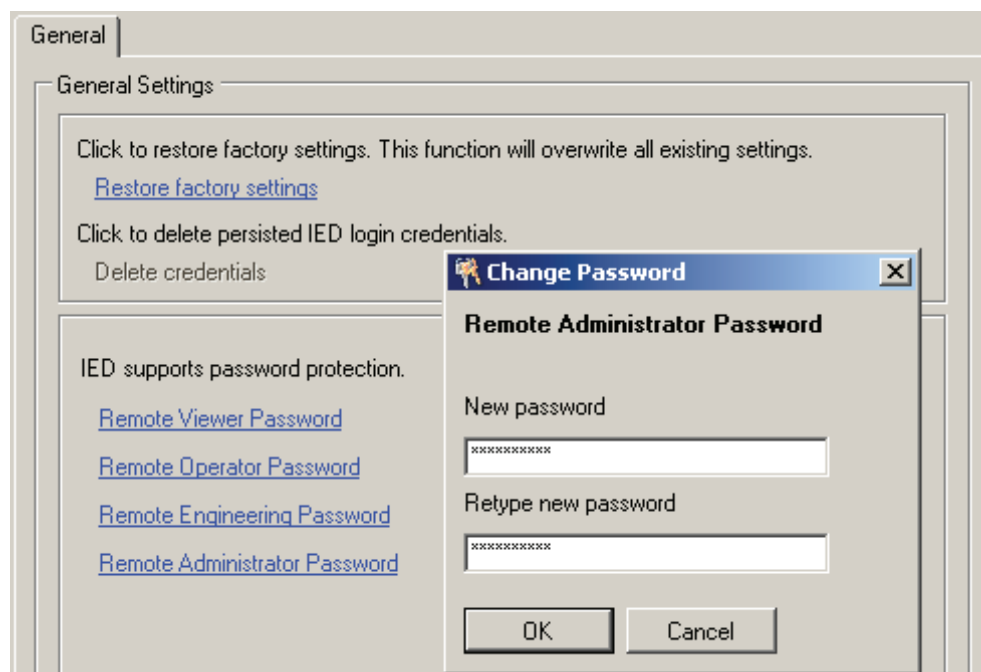 General
General Settings
Click to restore factory settings. This function will overwrite all existing settings.
Restore factory settings
Click to delete persisted IED login credentials.
Delete credentials
IED supports password protection.
Remote Viewer Password
Remote Operator Password
Remote Engineering Password
Remote Administrator Password
Change Password
Remote Administrator Password
New password
**********
Retype new password
**********
OK
Cancel